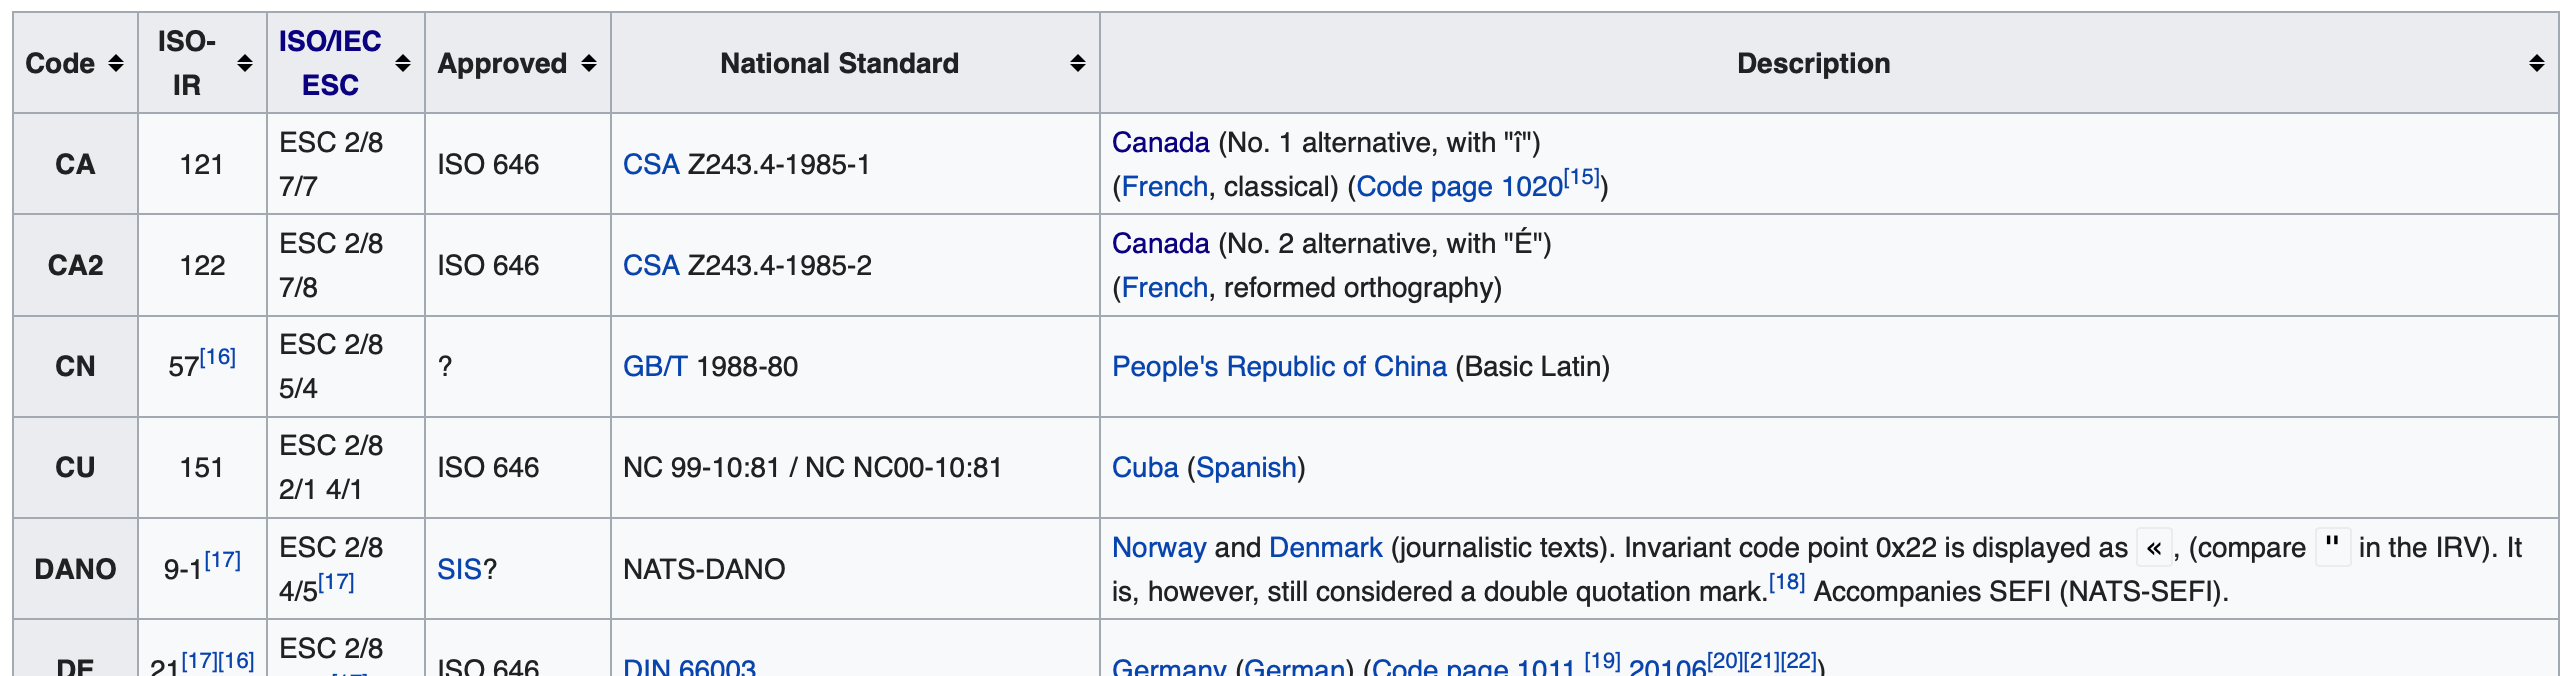 Code ISO-IR ISO/IEC ESC Approved National Standard Description
CA 121 ESC 2/8 7/7 ISO 646 CSA Z243.4-1985-1 Canada (No. 1 alternative, with "î")
(French, classical) (Code page 1020[15])
CA2 122 ESC 2/8 7/8 ISO 646 CSA Z243.4-1985-2 Canada (No. 2 alternative, with "É")
(French, reformed orthography)
CN 57[16] ESC 2/8 5/4 ? GB/T 1988-80 People's Republic of China (Basic Latin)
CU 151 ESC 2/8 2/1 4/1 ISO 646 NC 99-10:81 / NC NC00-10:81 Cuba (Spanish)
DANO 9-1[17] ESC 2/8 4/5[17] SIS? NATS-DANO Norway and Denmark (journalistic texts). Invariant code point 0x22 is displayed as «, (compare " in the IRV). It
is, however, still considered a double quotation mark.[18] Accompanies SEFI (NATS-SEFI).
DE 21[17][16] ESC 2/8 ISO 646 DIN 66003 Germany (German) (Code page 1011,[19] 20106[20][21][22])